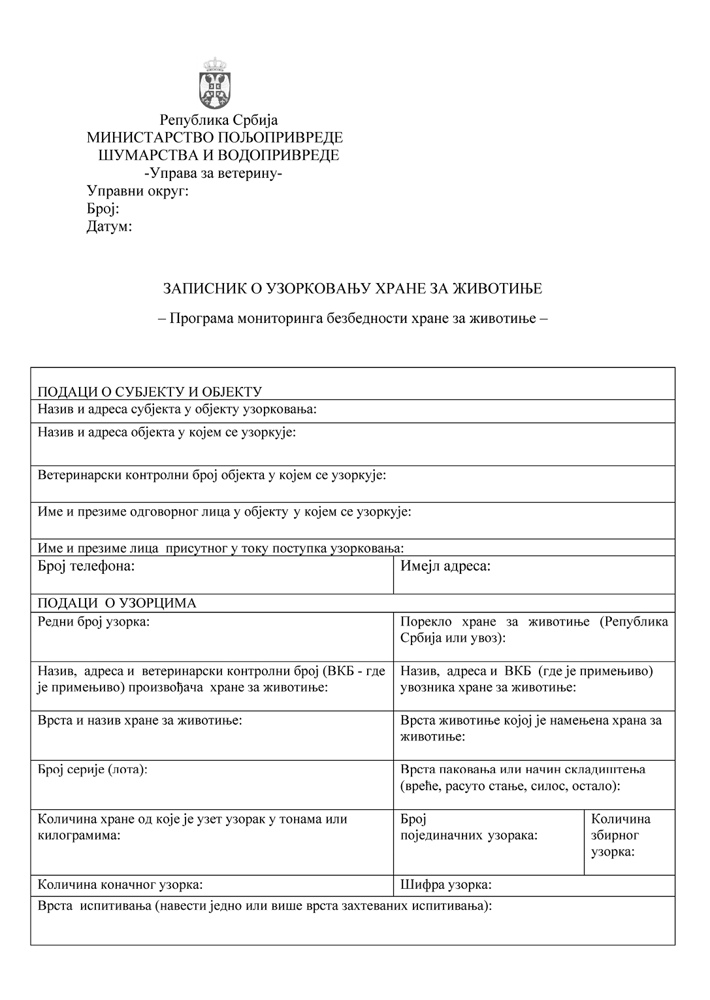 Република Србија
МИНИСТАРСТВО ПОЉОПРИВРЕДЕ
ШУМАРСТВА И ВОДОПРИВРЕДЕ
-Управа за ветерину-
Управни округ:
Број:
Датум:
ЗАПИСНИК О УЗОРКОВАЊУ ХРАНЕ ЗА ЖИВОТИЊЕ
– Програма мониторинга безбедности хране за животиње –
ПОДАЦИ О СУБЈЕКТУ И ОБЈЕКТУ
Назив и адреса субјекта у објекту узорковања:
Назив и адреса објекта у којем се узоркује:
Ветеринарски контролни број објекта у којем се узоркује:
Име и презиме одговорног лица у објекту у којем се узоркује:
Име и презиме лица присутног у току поступка узорковања:
Број телефона:
Имејл адреса:
ПОДАЦИ О УЗОРЦИМА
Редни број узорка:
Порекло хране за животиње (Република
Србија или увоз):
Назив, адреса и ветеринарски контролни број (ВКБ - где
је примењиво) произвођача хране за животиње:
Назив, адреса и ВКБ (где је примењиво)
увозника хране за животиње:
Врста и назив хране за животиње:
Врста животиње којој је намењена храна за
животиње:
Број серије (лота):
Врста паковања или начин складиштења
(вреће, расуто стање, силос, остало):
Количина хране од које је узет узорак у тонама или
килограмима:
Број
појединачних узорака:
Количина
збирног
узорка:
Количина коначног узорка:
Шифра узорка:
Врста испитивања (навести једно или више врста захтеваних испитивања):